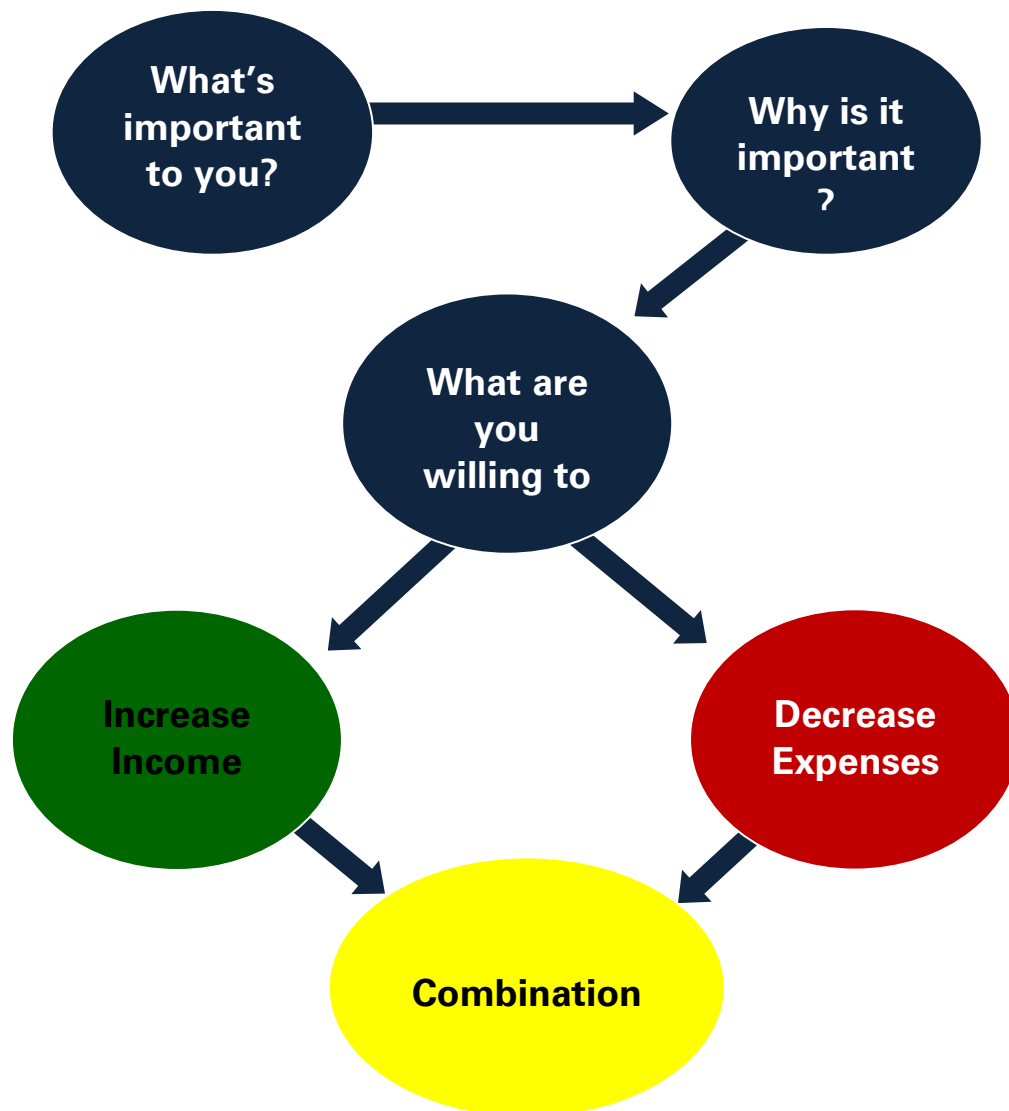 What's
important
to you?
Why is it
important
?
What are
you
willing to
Increase
Income
Decrease
Expenses
Combination